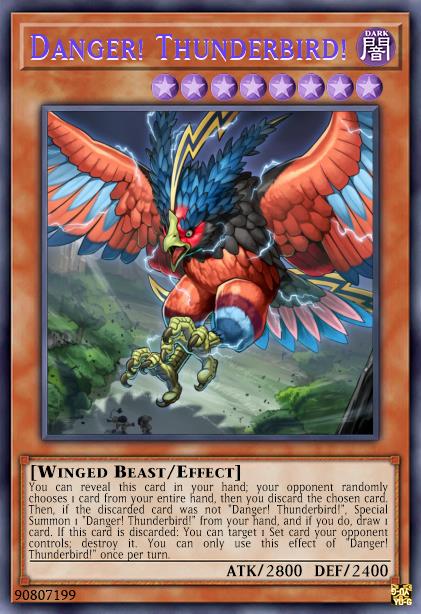 DANGER! THUNDERBIRD!
DARK
闇
[WINGED BEAST/EFFECT]
You can reveal this card in your hand; your opponent randomly
chooses 1 card from your entire hand, then you discard the chosen card.
Then, if the discarded card was not "Danger! Thunderbird!", Special
Summon 1 "Danger! Thunderbird!" from your hand, and if you do, draw 1
card. If this card is discarded: You can target 1 Set card your opponent
controls; destroy it. You can only use this effect of "Danger!
Thunderbird!" once per turn.
ATK/2800 DEF/2400
90807199